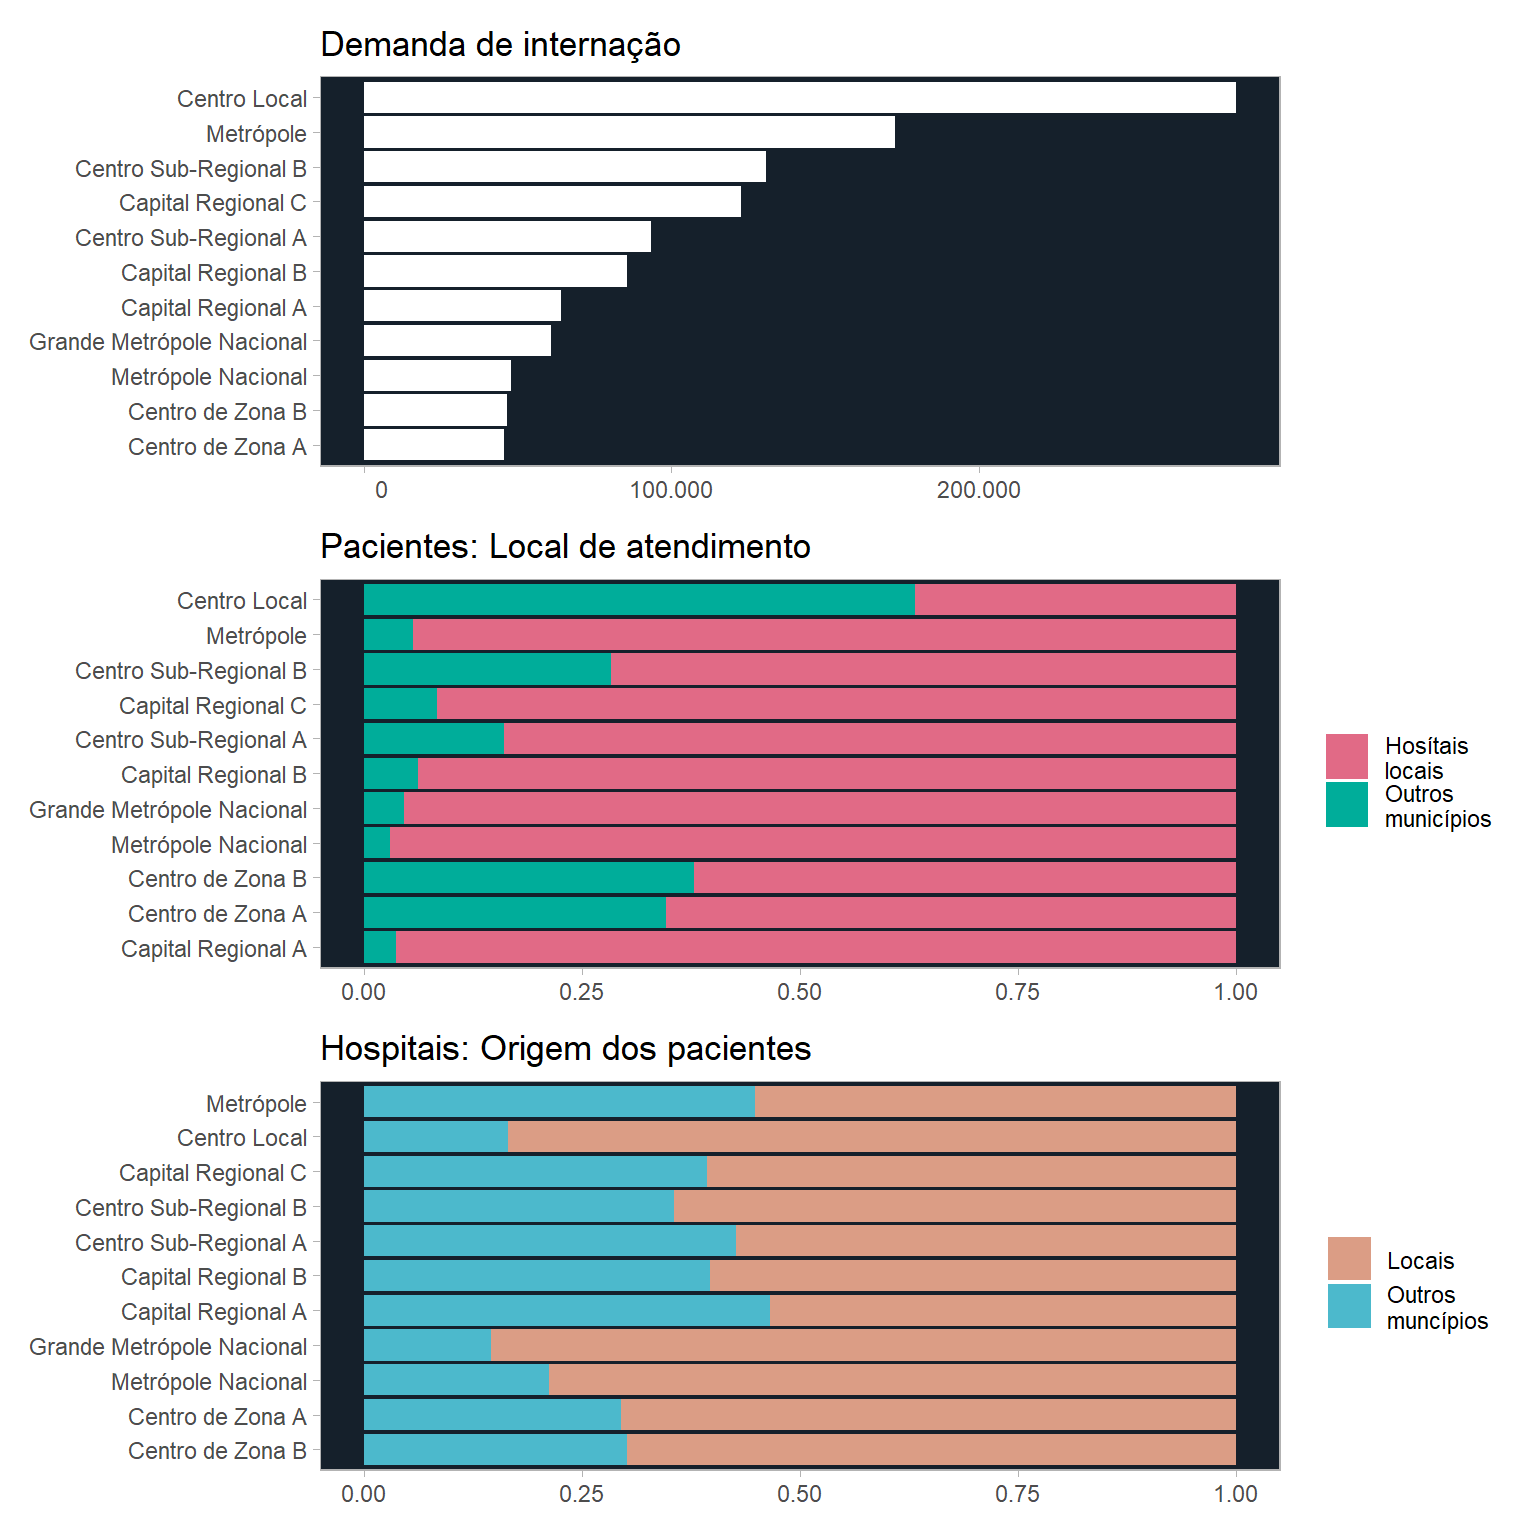 Demanda de internação
Centro Local
Metrópole
Centro Sub-Regional B
Capital Regional C
Centro Sub-Regional A
Capital Regional B
Capital Regional A
Grande Metrópole Nacional
Metrópole Nacional
Centro de Zona B
Centro de Zona A
0 100.000 200.000
Pacientes: Local de atendimento
Centro Local
Metrópole
Centro Sub-Regional B
Capital Regional C
Centro Sub-Regional A
Capital Regional B
Grande Metrópole Nacional
Metrópole Nacional
Centro de Zona B
Centro de Zona A
Capital Regional A
0.00 0.25 0.50 0.75 1.00
Hosítais
locais
Outros
municípios
Hospitais: Origem dos pacientes
Metrópole
Centro Local
Capital Regional C
Centro Sub-Regional B
Centro Sub-Regional A
Capital Regional B
Capital Regional A
Grande Metrópole Nacional
Metrópole Nacional
Centro de Zona A
Centro de Zona B
0.00 0.25 0.50 0.75 1.00
Locais
Outros
muncípios